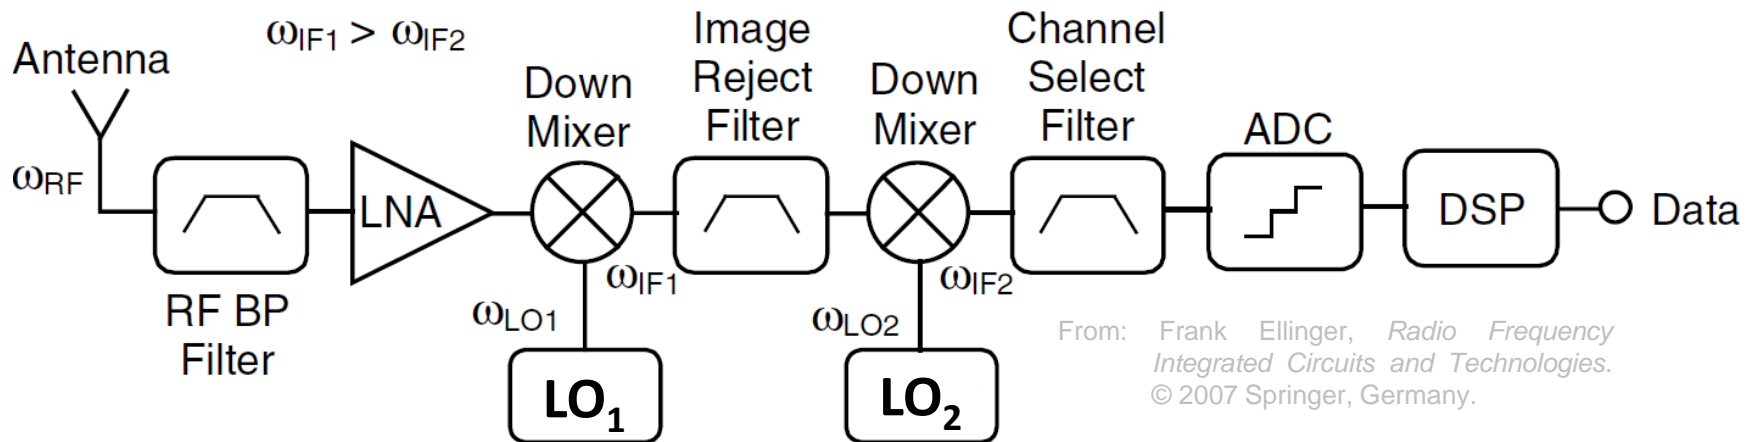 Antenna
ωIF1 > ωIF2
ωRF
RF BP
Filter
LNA
Down
Mixer
ωLO1
LO1
ωIF1
Image
Reject
Filter
Down
Mixer
ωLO2
LO2
ωIF2
Channel
Select
Filter
ADC
DSP
Data
From: Frank Ellinger, Radio Frequency
Integrated Circuits and Technologies.
© 2007 Springer, Germany.